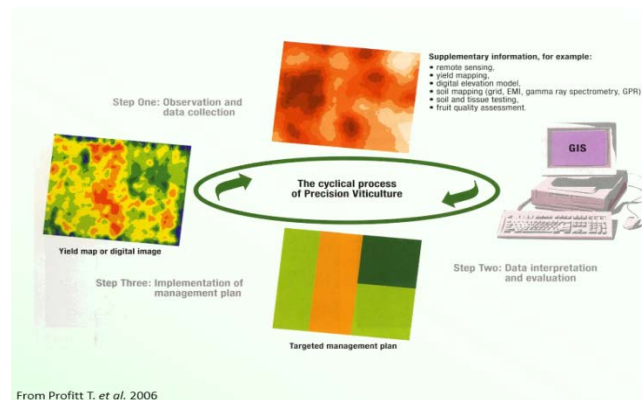 Supplementary information, for example:
• remote sensing,
• yield mapping,
• digital elevation model,
• soil mapping (grid, EMI, gamma ray spectrometry, GPR)
• soil and tissue testing,
• fruit quality assessment.
Step One: Observation and
data collection
GIS
The cyclical process
of Precision Viticulture
Yield map or digital image
Step Three: Implementation of
management plan
Step Two: Data interpretation
and evaluation
Targeted management plan
From Profitt T. et al. 2006